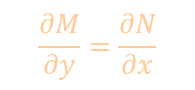 ∂M/∂y = ∂N/∂x